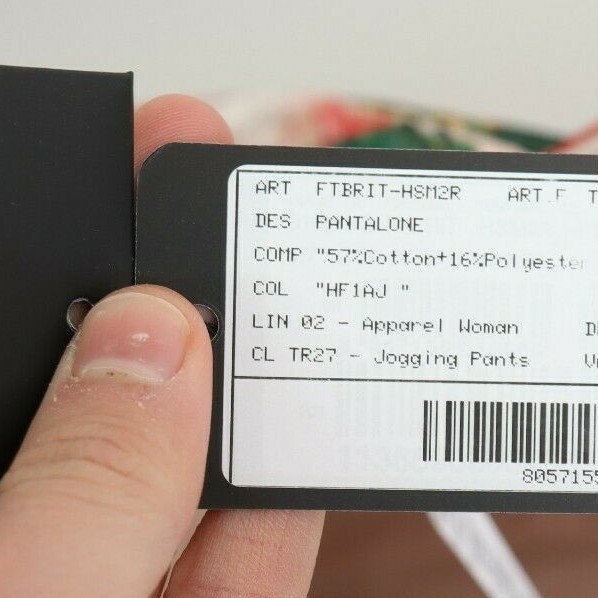 ART FTBRIT-HSM2R ART.F T
DES PANTALONE
COMP "57%Cotton+16%Polyester
COL "HF1AJ "
LIN 02 - Apparel Woman D
CL TR27 - Jogging Pants
805715